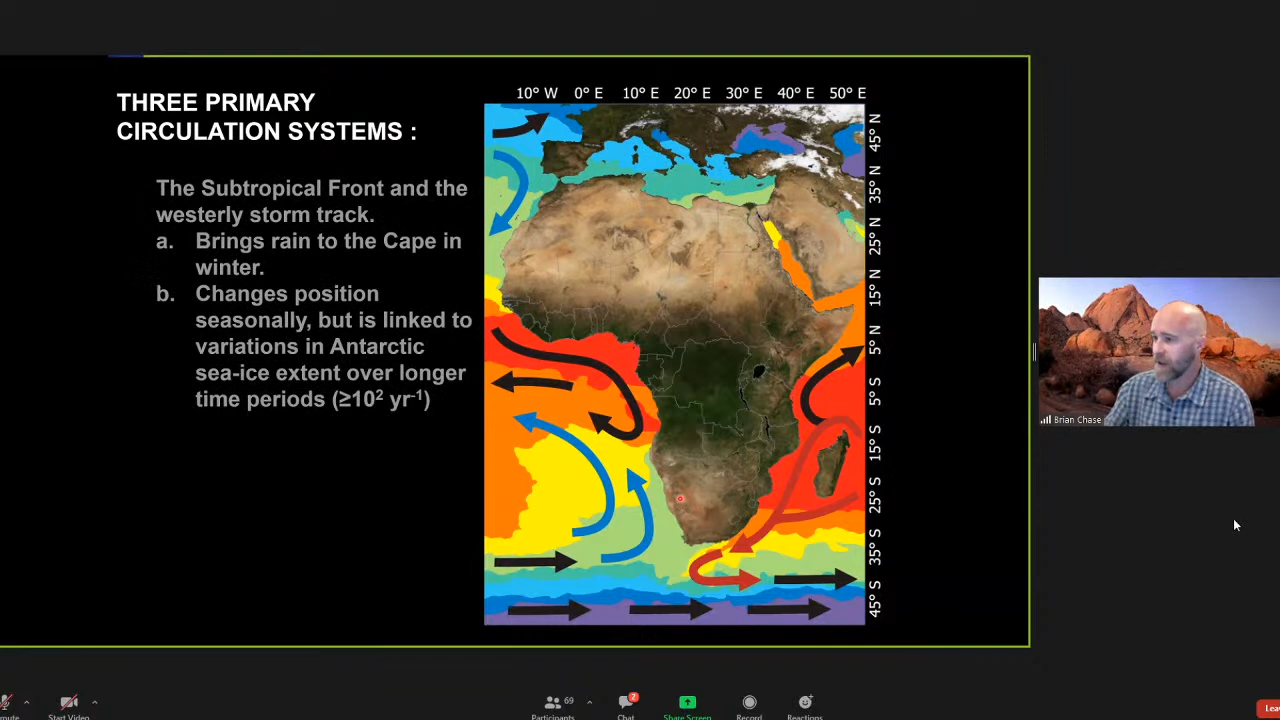 THREE PRIMARY
CIRCULATION SYSTEMS :
The Subtropical Front and the
westerly storm track.
a. Brings rain to the Cape in
winter.
b. Changes position
seasonally, but is linked to
variations in Antarctic
sea-ice extent over longer
time periods (≥10² yr⁻¹)
10° W 0° E 10° E 20° E 30° E 40° E 50° E
45° N
35° N
25° N
15° N
5° N
5° S
15° S
25° S
35° S
45° S
Brian Chase
69
2
Participants
Chat
Share Screen
Record
Reactions
Start Video